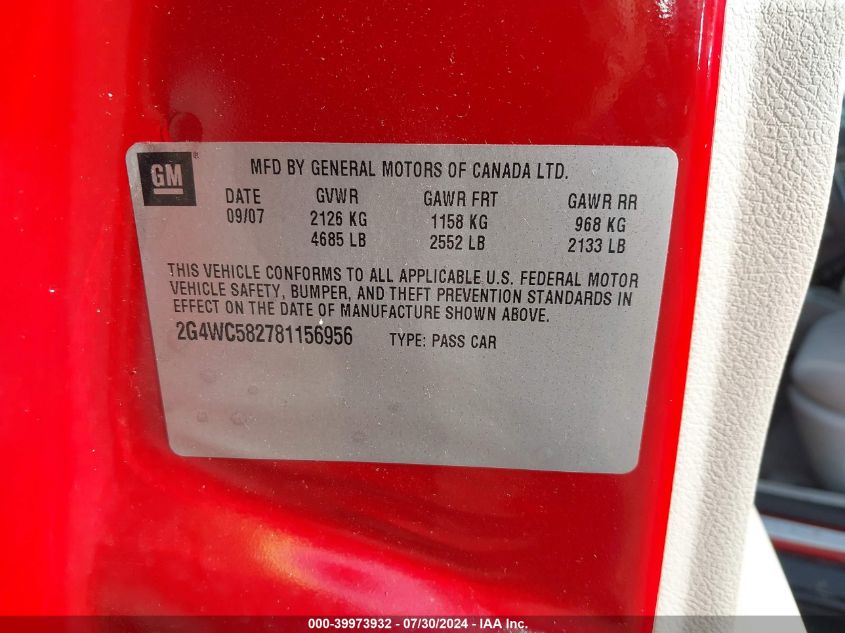 GM ®
MFD BY GENERAL MOTORS OF CANADA LTD.
DATE GVWR GAWR FRT GAWR RR
09/07 2126 KG 1158 KG 968 KG
4685 LB 2552 LB 2133 LB
THIS VEHICLE CONFORMS TO ALL APPLICABLE U.S. FEDERAL MOTOR
VEHICLE SAFETY, BUMPER, AND THEFT PREVENTION STANDARDS IN
EFFECT ON THE DATE OF MANUFACTURE SHOWN ABOVE.
2G4WC582781156956 TYPE: PASS CAR
000-39973932 / 07/30/2024 - IAA Inc.